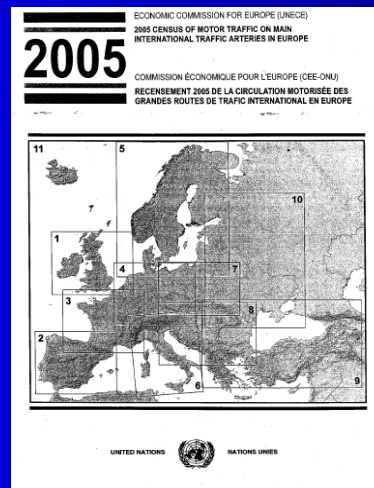 ECONOMIC COMMISSION FOR EUROPE (UNECE)
2005 CENSUS OF MOTOR TRAFFIC ON MAIN
INTERNATIONAL TRAFFIC ARTERIES IN EUROPE
2005
COMMISSION ÉCONOMIQUE POUR L'EUROPE (CEE-ONU)
RECENSEMENT 2005 DE LA CIRCULATION MOTORISÉE DES
GRANDES ROUTES DE TRAFIC INTERNATIONAL EN EUROPE
11
5
10
1
4
7
3
8
2
6
9
UNITED NATIONS
NATIONS UNIES